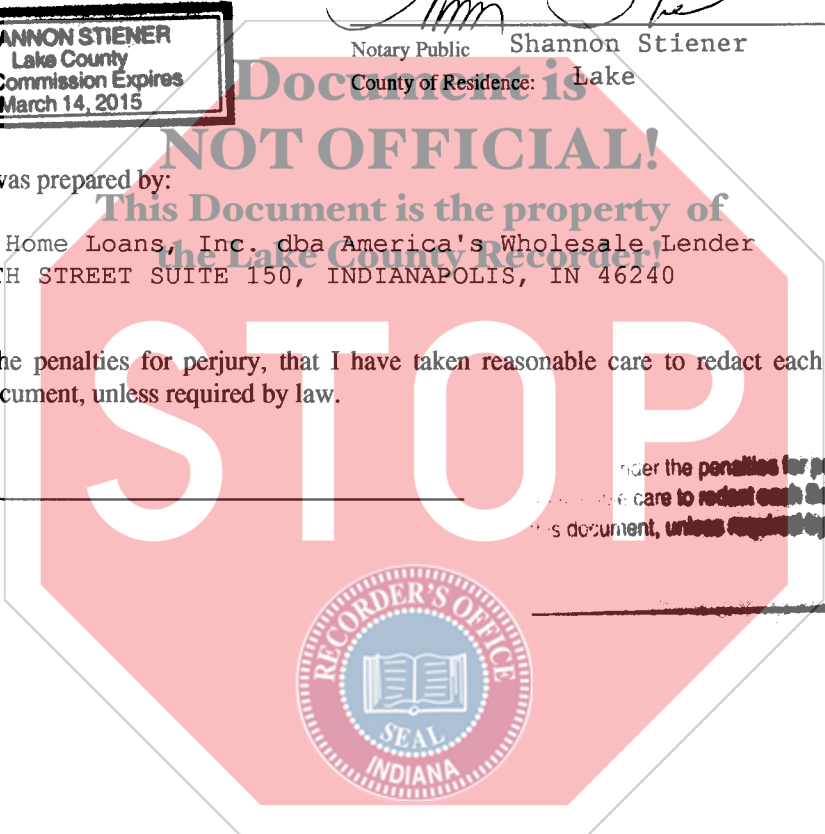 ANNON STIENER
Lake County
Commission Expires
March 14, 2015
Notary Public Shannon Stiener
County of Residence: Lake
Document is
NOT OFFICIAL!
was prepared by:
This Document is the property of
Home Loans, Inc. dba America's Wholesale Lender
the Lake County Recorder!
TH STREET SUITE 150, INDIANAPOLIS, IN 46240
STOP
he penalties for perjury, that I have taken reasonable care to redact each
cument, unless required by law.
nder the penalties for
care to redact each
s document, unless required
RECORDER'S OFFICE
SEAL
INDIANA